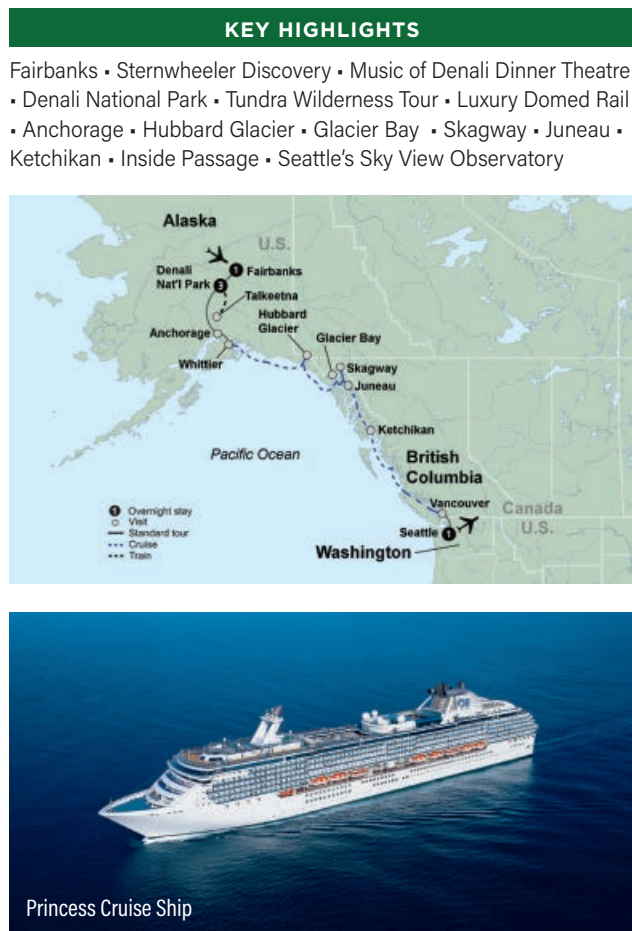 KEY HIGHLIGHTS
Fairbanks ▪ Sternwheeler Discovery ▪ Music of Denali Dinner Theatre
▪ Denali National Park ▪ Tundra Wilderness Tour ▪ Luxury Domed Rail
▪ Anchorage ▪ Hubbard Glacier ▪ Glacier Bay ▪ Skagway ▪ Juneau ▪
Ketchikan ▪ Inside Passage ▪ Seattle's Sky View Observatory
Alaska
U.S.
1 Fairbanks
Denali
Nat'l Park 3
Talkeetna
Hubbard
Glacier
Anchorage
Glacier Bay
Whittier
Skagway
Juneau
Ketchikan
Pacific Ocean
British
Columbia
Vancouver
Canada
U.S.
Seattle 1
Washington
1 Overnight stay
Visit
Standard tour
Cruise
Train
Princess Cruise Ship